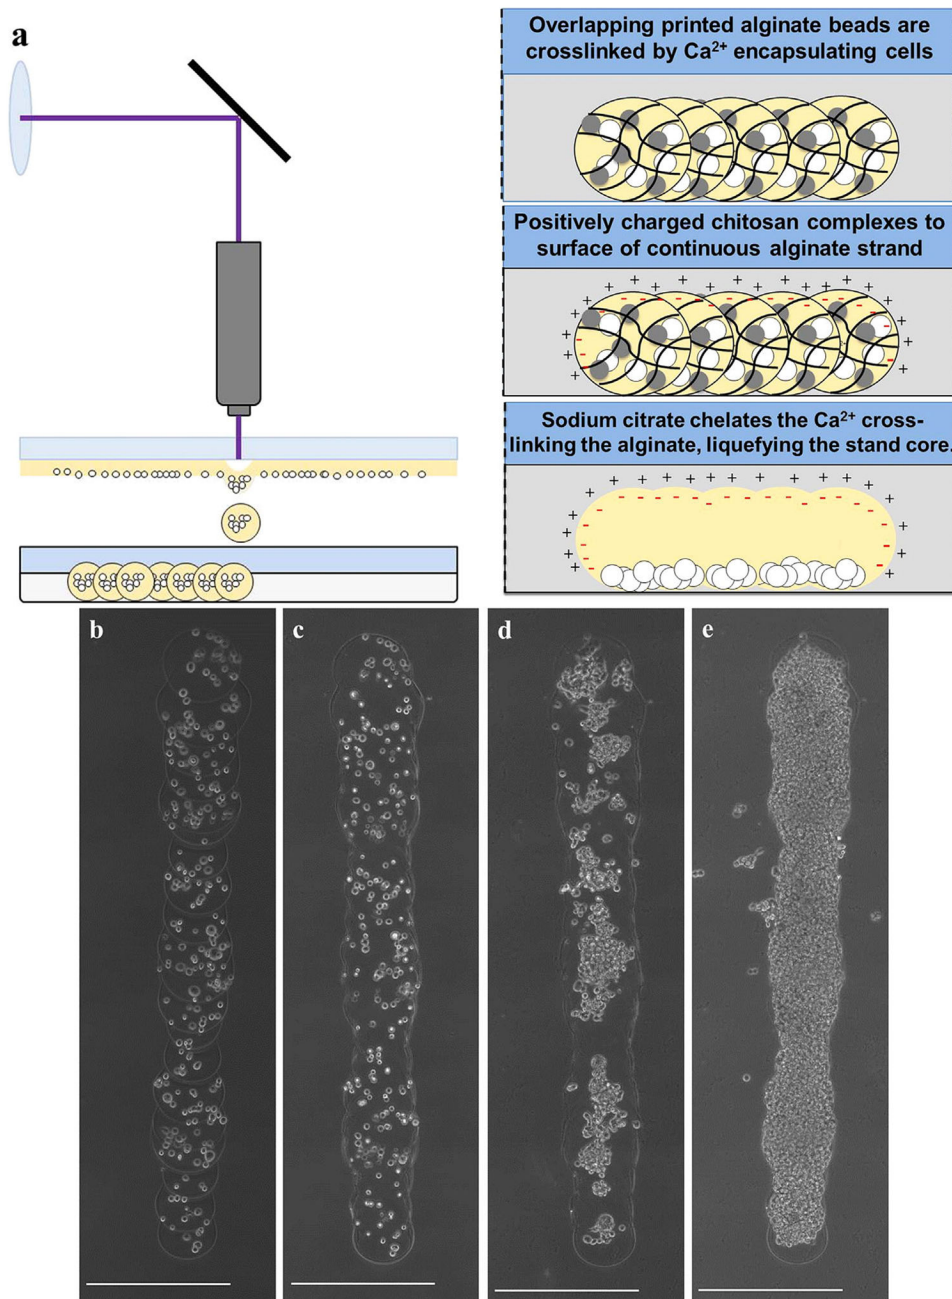 a
Overlapping printed alginate beads are
crosslinked by Ca²⁺ encapsulating cells
Positively charged chitosan complexes to
surface of continuous alginate strand
Sodium citrate chelates the Ca²⁺ cross-
linking the alginate, liquefying the stand core.
b
c
d
e